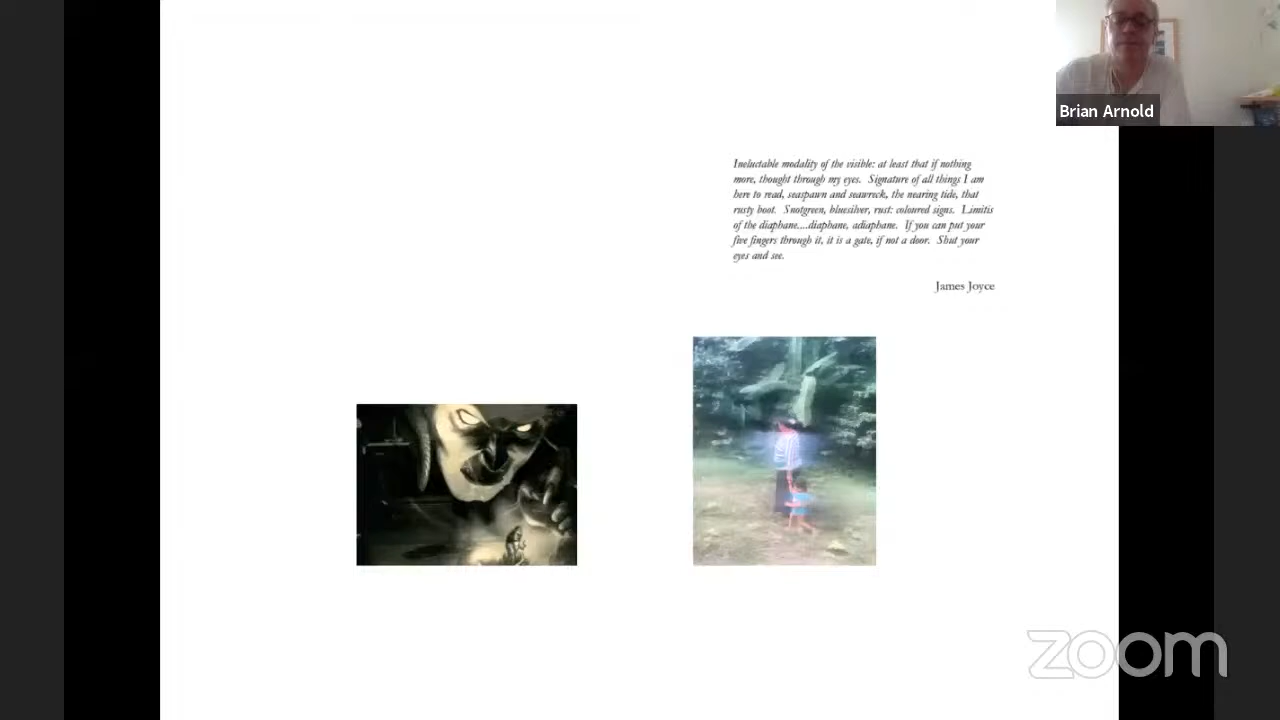 Brian Arnold
Ineluctable modality of the visible: at least that if nothing
more, thought through my eyes. Signature of all things I am
here to read, seaspawn and seawreck, the nearing tide, that
rusty boot. Snotgreen, bluesilver, rust: coloured signs. Limitis
of the diaphane....diaphane, adiaphane. If you can put your
five fingers through it, it is a gate, if not a door. Shut your
eyes and see.
James Joyce
zoom